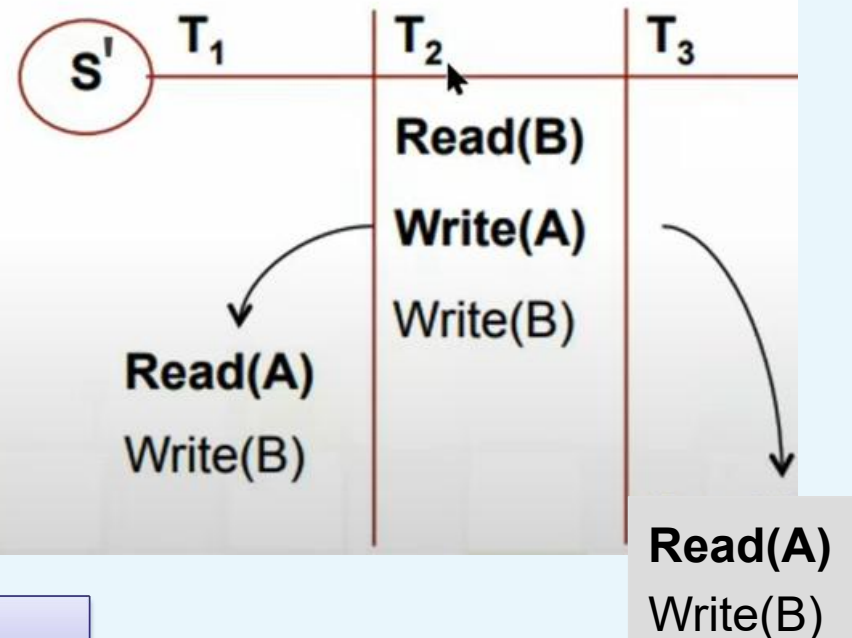 S' T₁ T₂ T₃
Read(B)
Write(A)
Write(B)
Read(A)
Write(B)
Read(A)
Write(B)